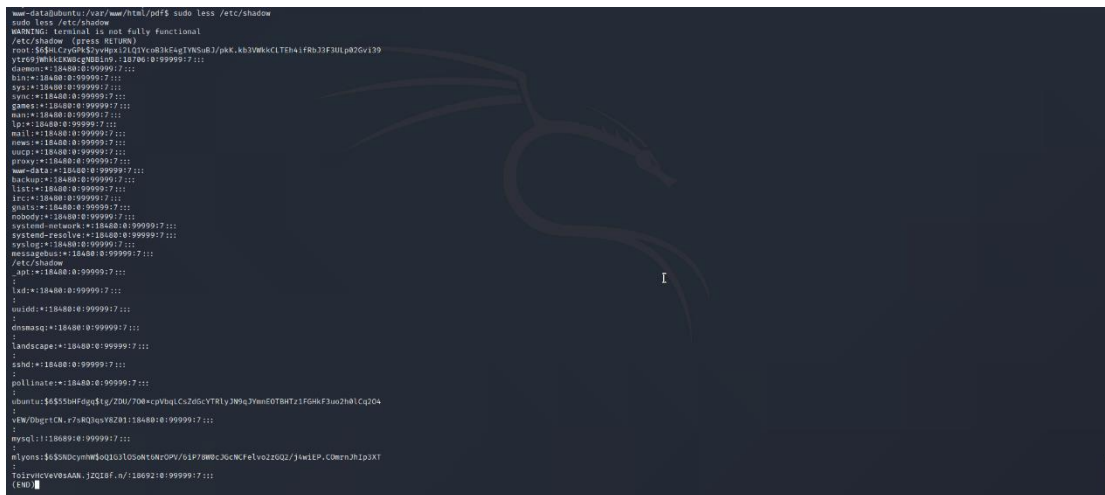 www-data@ubuntu:/var/www/html/pdf$ sudo less /etc/shadow
sudo less /etc/shadow
WARNING: terminal is not fully functional
/etc/shadow  (press RETURN)
daemon:*:18480:0:99999:7:::
bin:*:18480:0:99999:7:::
sys:*:18480:0:99999:7:::
sync:*:18480:0:99999:7:::
games:*:18480:0:99999:7:::
man:*:18480:0:99999:7:::
lp:*:18480:0:99999:7:::
mail:*:18480:0:99999:7:::
news:*:18480:0:99999:7:::
uucp:*:18480:0:99999:7:::
proxy:*:18480:0:99999:7:::
www-data:*:18480:0:99999:7:::
backup:*:18480:0:99999:7:::
list:*:18480:0:99999:7:::
irc:*:18480:0:99999:7:::
gnats:*:18480:0:99999:7:::
nobody:*:18480:0:99999:7:::
systemd-network:*:18480:0:99999:7:::
systemd-resolve:*:18480:0:99999:7:::
syslog:*:18480:0:99999:7:::
messagebus:*:18480:0:99999:7:::
/etc/shadow
_apt:*:18480:0:99999:7:::
:
lxd:*:18480:0:99999:7:::
:
uuidd:*:18480:0:99999:7:::
:
dnsmasq:*:18480:0:99999:7:::
:
landscape:*:18480:0:99999:7:::
:
sshd:*:18480:0:99999:7:::
:
pollinate:*:18480:0:99999:7:::
:
:
:
mysql:!:18689:0:99999:7:::
:
:
(END)